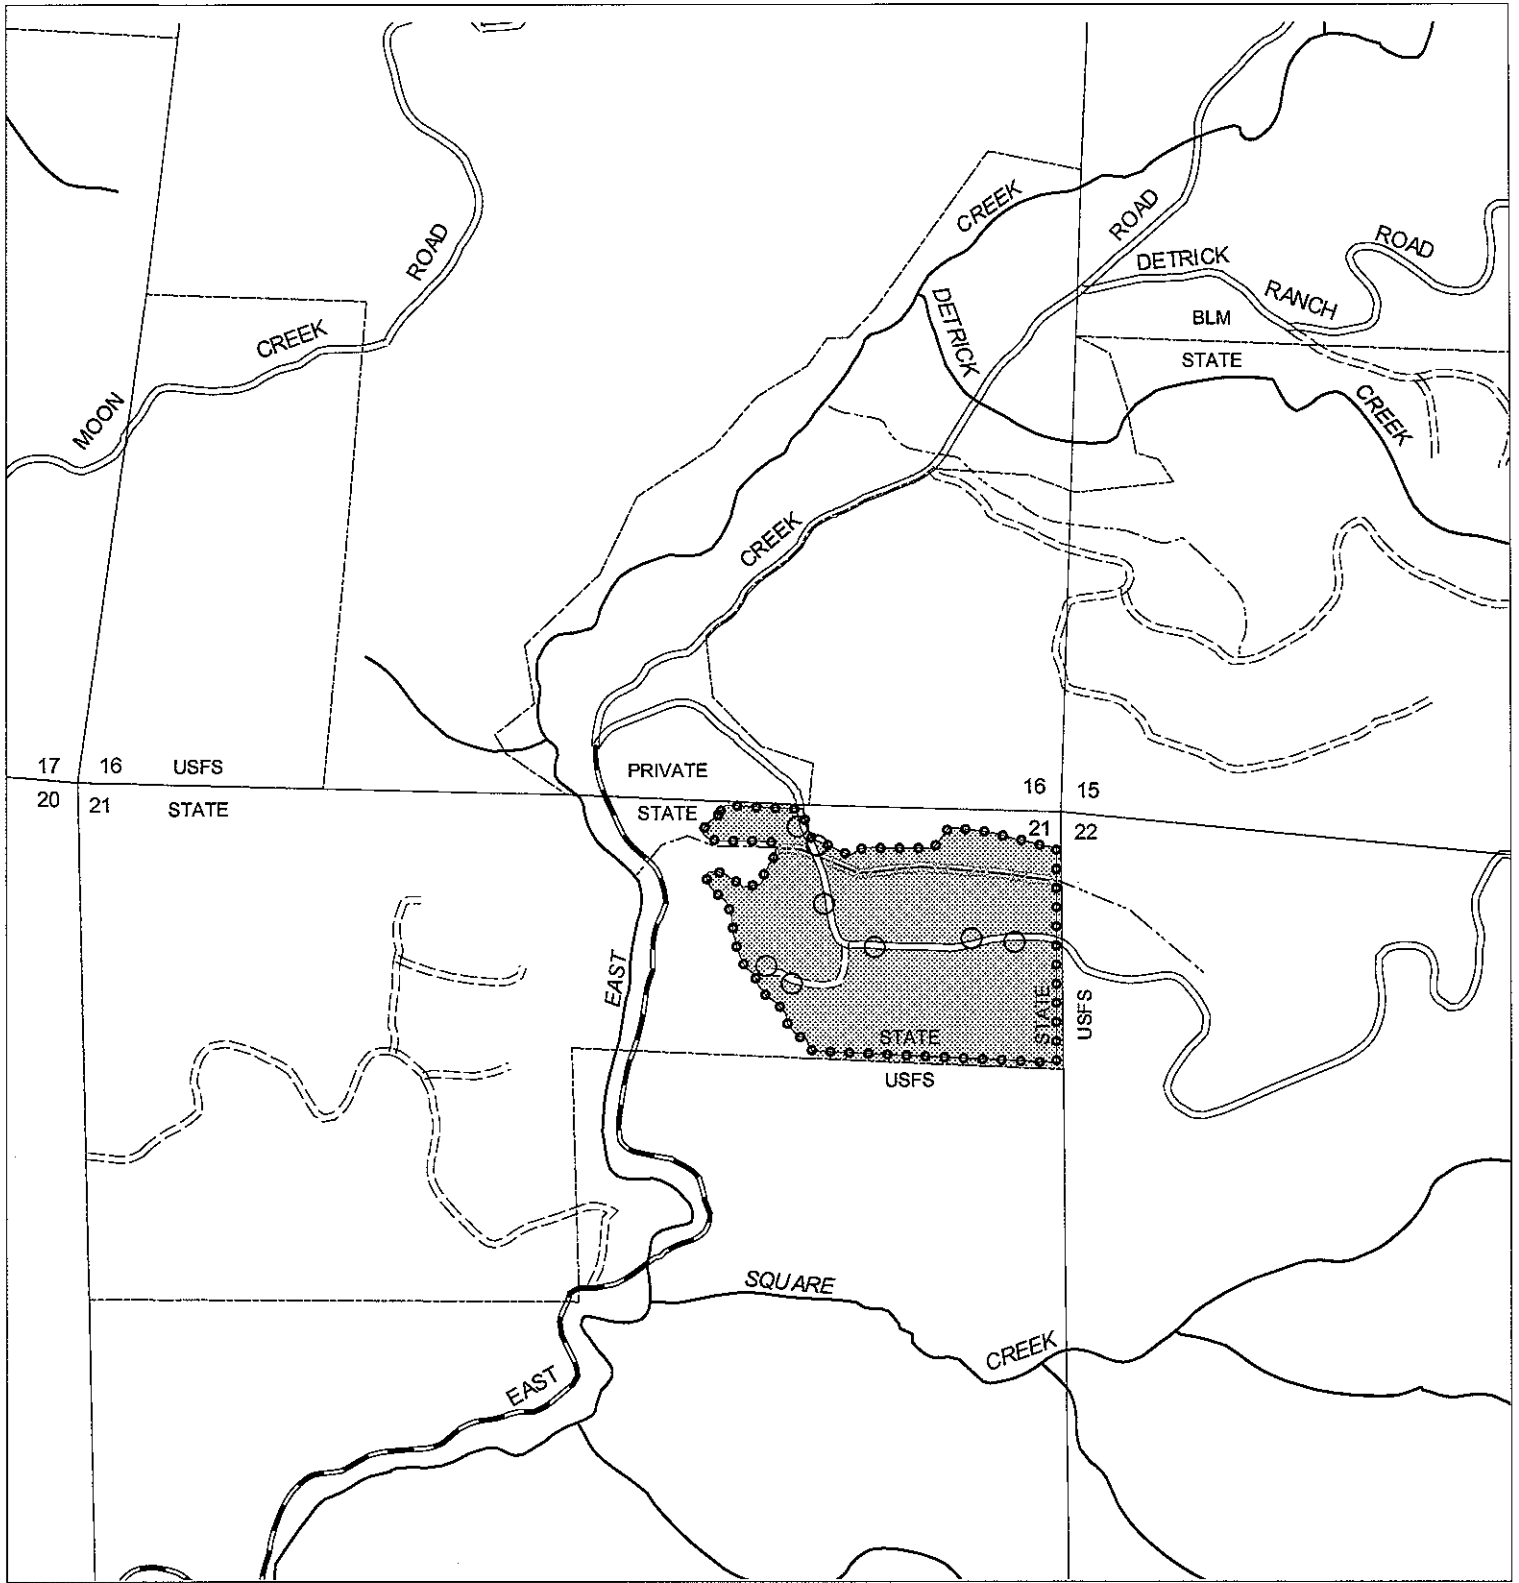 CREEK
ROAD
ROAD
ROAD
DETRICK
RANCH
CREEK
DETRICK
BLM
STATE
MOON
CREEK
CREEK
17
16
USFS
PRIVATE
16
15
20
21
STATE
STATE
21
22
EAST
STATE
USFS
STATE
USFS
SQUARE
CREEK
EAST